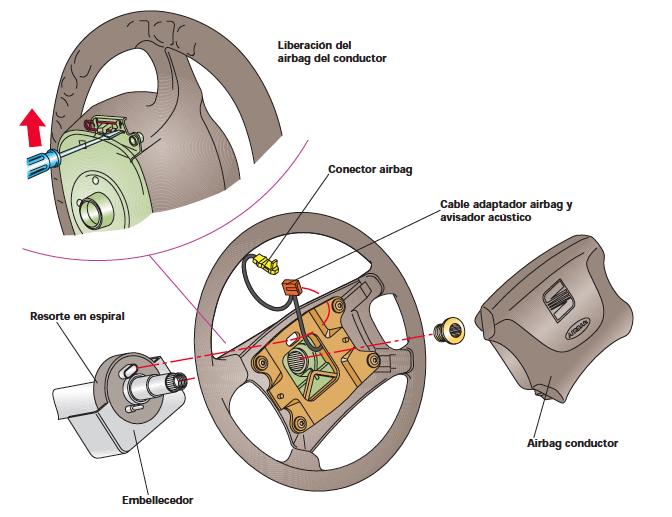 Liberación del
airbag del conductor
Conector airbag
Cable adaptador airbag y
avisador acústico
Resorte en espiral
AIRBAG
Airbag conductor
Embellecedor